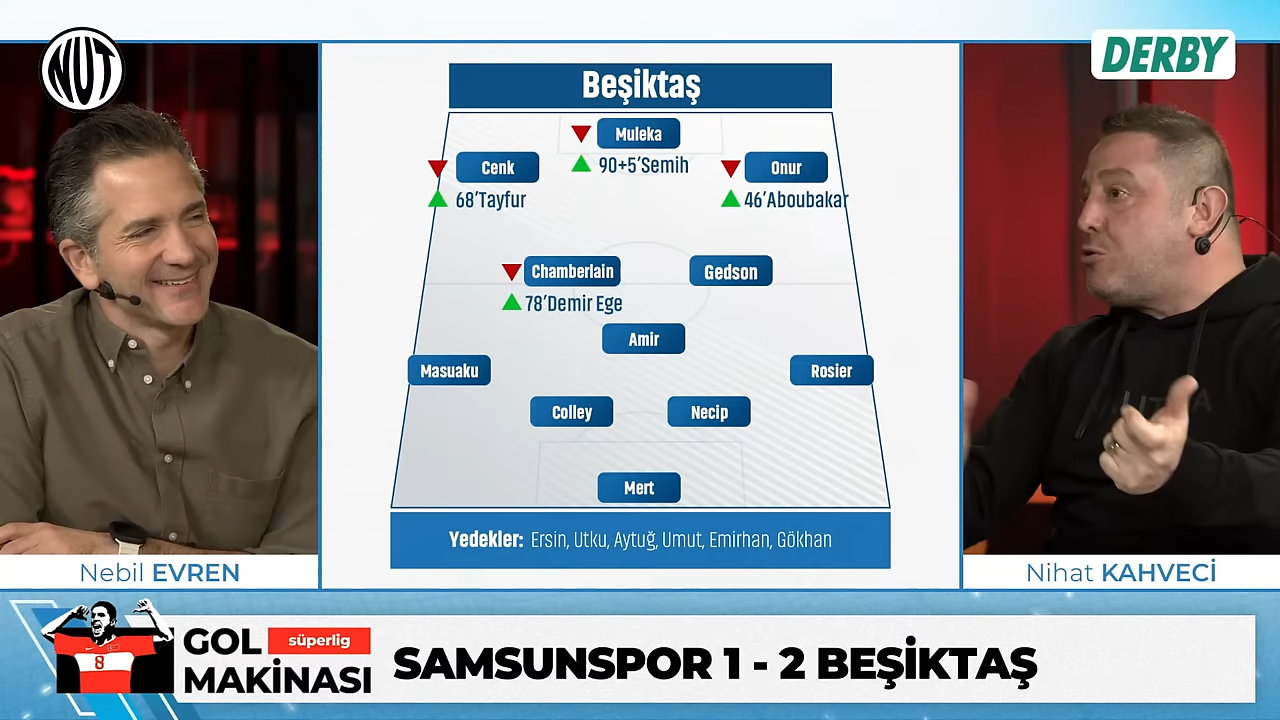 NUT
DERBY
Beşiktaş
Muleka
90+5'Semih
Cenk
68'Tayfur
Onur
46'Aboubakar
Chamberlain
78'Demir Ege
Gedson
Amir
Masuaku
Rosier
Colley
Necip
Mert
Yedekler: Ersin, Utku, Aytuğ, Umut, Emirhan, Gökhan
Nebil EVREN
Nihat KAHVECİ
8
GOL süperlig
MAKİNASI
SAMSUNSPOR 1 - 2 BEŞİKTAŞ